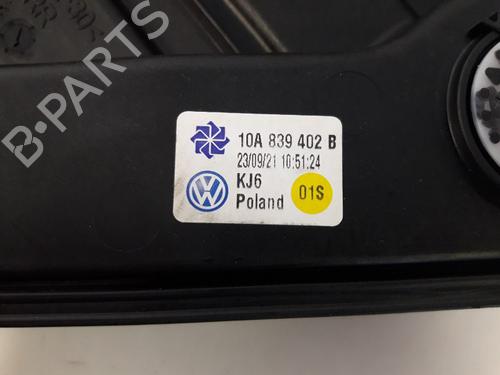 B-PARTS
10A 839 402 B
23/09/21 10:51:24
KJ6
Poland
01S